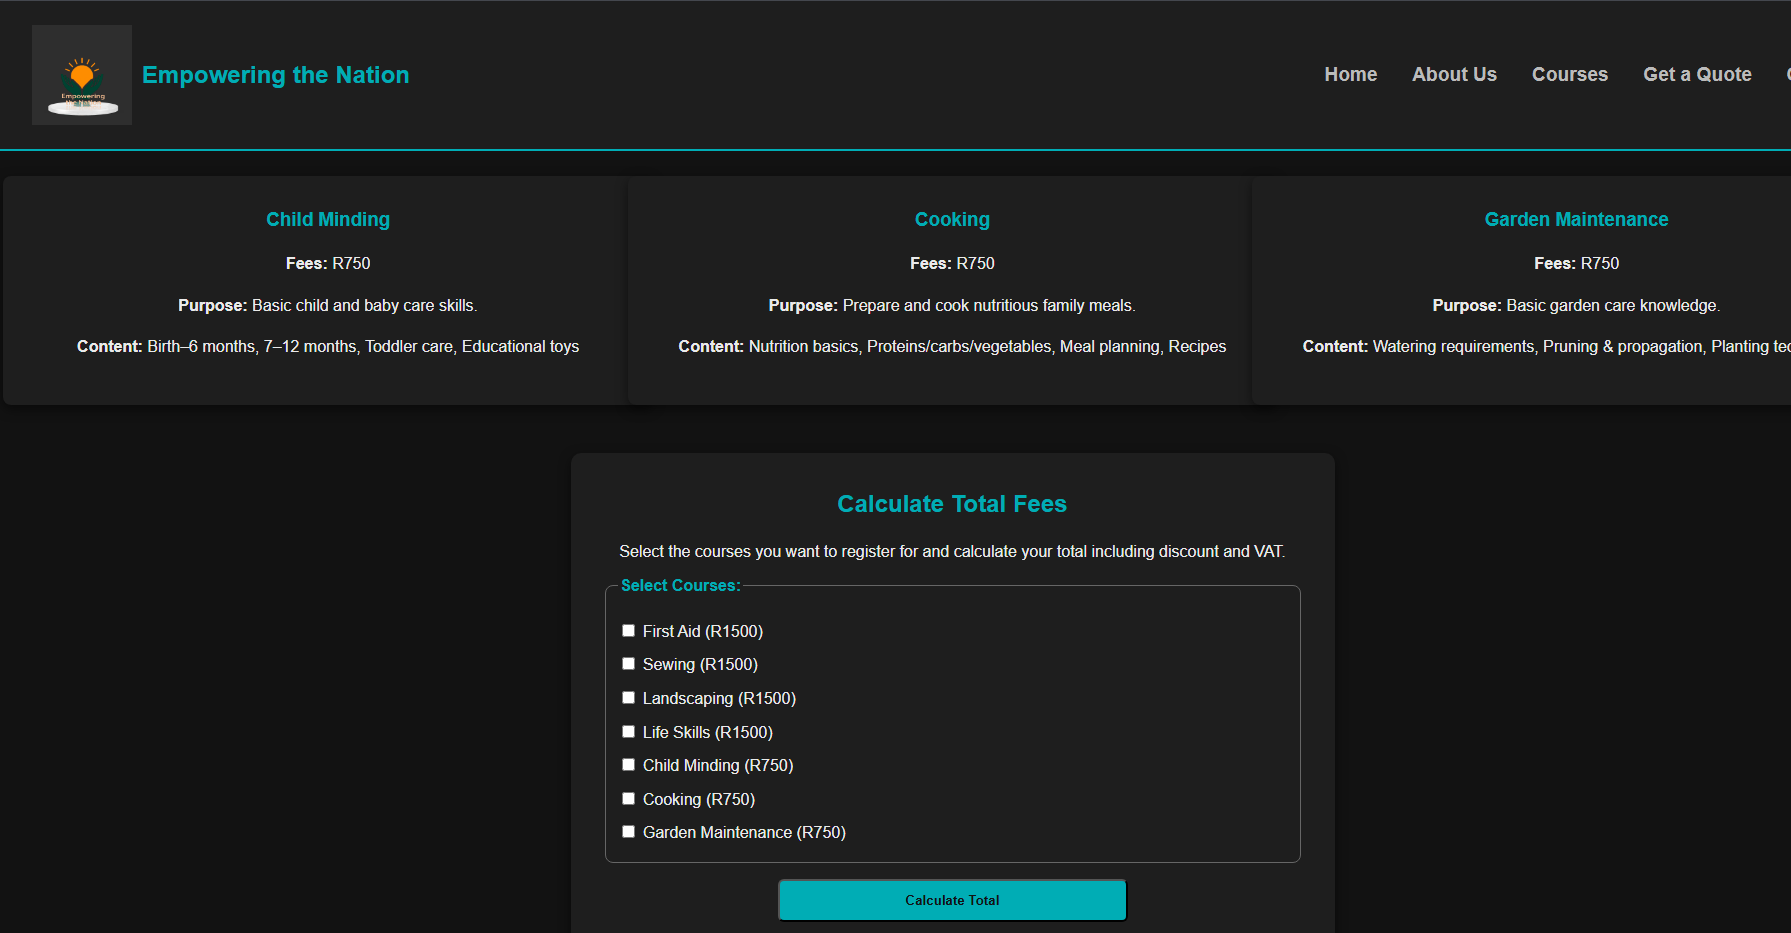 Empowering the Nation
Empowering
the Nation
Home About Us Courses Get a Quote
Child Minding
Fees: R750
Purpose: Basic child and baby care skills.
Content: Birth–6 months, 7–12 months, Toddler care, Educational toys
Cooking
Fees: R750
Purpose: Prepare and cook nutritious family meals.
Content: Nutrition basics, Proteins/carbs/vegetables, Meal planning, Recipes
Garden Maintenance
Fees: R750
Purpose: Basic garden care knowledge.
Content: Watering requirements, Pruning & propagation, Planting
Calculate Total Fees
Select the courses you want to register for and calculate your total including discount and VAT.
Select Courses:
First Aid (R1500)
Sewing (R1500)
Landscaping (R1500)
Life Skills (R1500)
Child Minding (R750)
Cooking (R750)
Garden Maintenance (R750)
Calculate Total